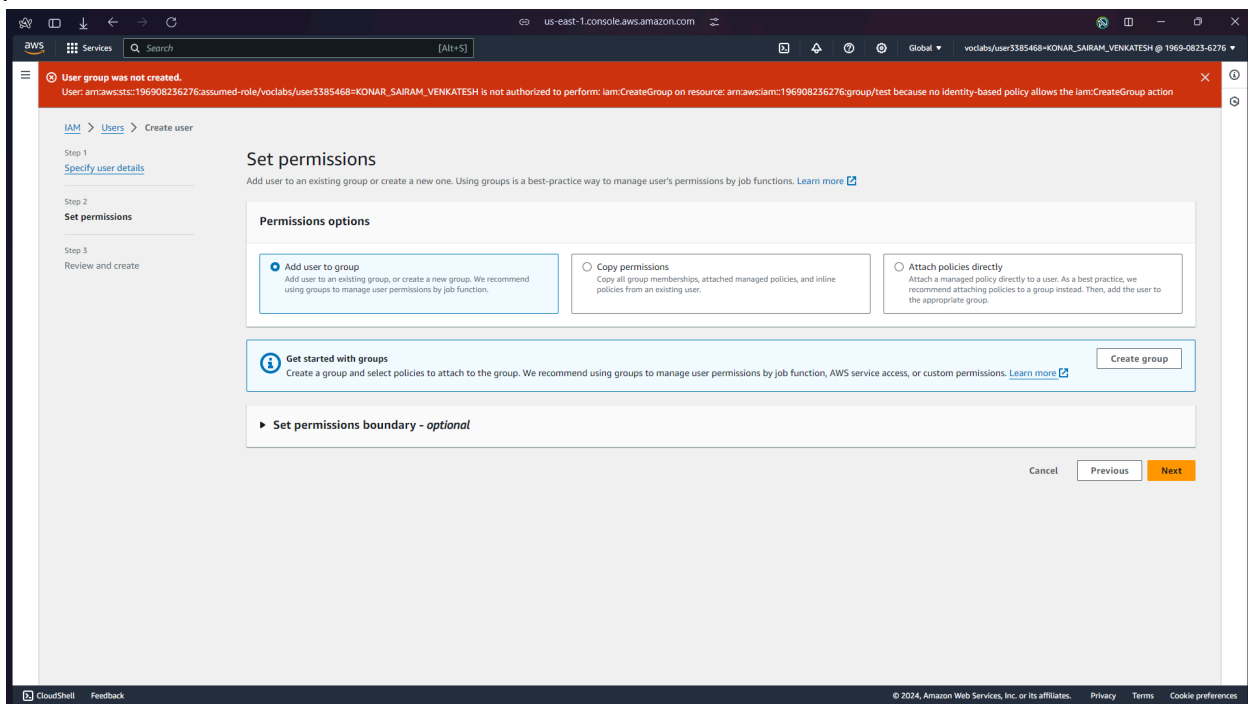 us-east-1.console.aws.amazon.com
aws Services Search [Alt+S] Global voclabs/user3385468=KONAR_SAIRAM_VENKATESH @ 1969-0823-6276
User group was not created.
User: arn:aws:sts::196908236276:assumed-role/voclabs/user3385468=KONAR_SAIRAM_VENKATESH is not authorized to perform: iam:CreateGroup on resource: arn:aws:iam::196908236276:group/test because no identity-based policy allows the iam:CreateGroup action
IAM > Users > Create user
Step 1
Specify user details
Step 2
Set permissions
Step 3
Review and create
Set permissions
Add user to an existing group or create a new one. Using groups is a best-practice way to manage user's permissions by job functions. Learn more
Permissions options
Add user to group
Add user to an existing group, or create a new group. We recommend
using groups to manage user permissions by job function.
Copy permissions
Copy all group memberships, attached managed policies, and inline
policies from an existing user.
Attach policies directly
Attach a managed policy directly to a user. As a best practice, we
recommend attaching policies to a group instead. Then, add the user to
the appropriate group.
Get started with groups
Create a group and select policies to attach to the group. We recommend using groups to manage user permissions by job function, AWS service access, or custom permissions. Learn more
Create group
Set permissions boundary - optional
Cancel Previous Next
CloudShell Feedback © 2024, Amazon Web Services, Inc. or its affiliates. Privacy Terms Cookie preferences